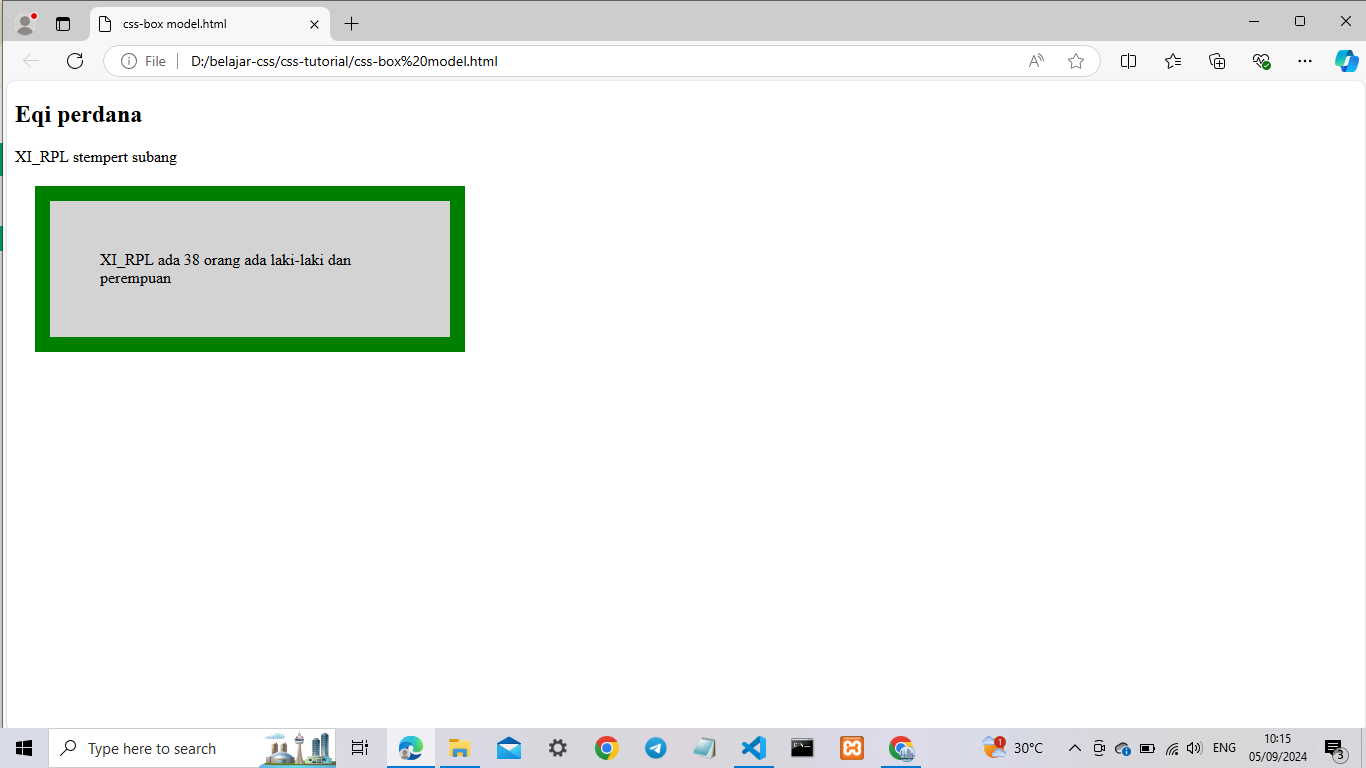 css-box model.html
File
D:/belajar-css/css-tutorial/css-box%20model.html
Eqi perdana
XI_RPL stempert subang
XI_RPL ada 38 orang ada laki-laki dan
perempuan
Type here to search
1
30°C
ENG
10:15
05/09/2024
3